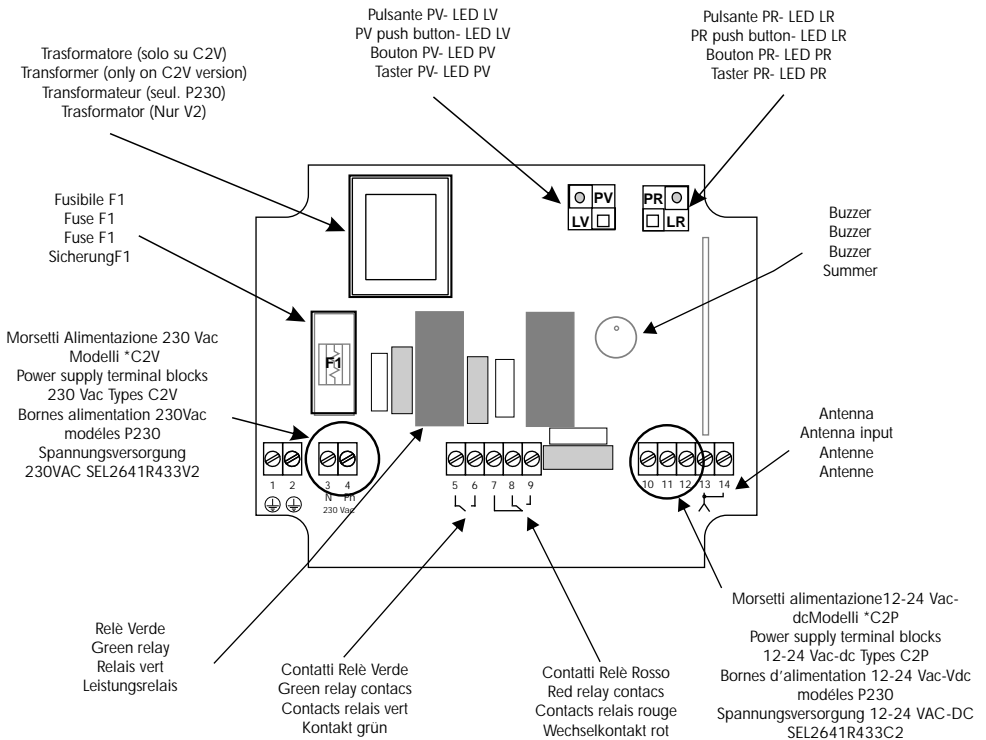 Pulsante PV- LED LV
PV push button- LED LV
Bouton PV- LED PV
Taster PV- LED PV
Pulsante PR- LED LR
PR push button- LED LR
Bouton PR- LED PR
Taster PR- LED PR
Trasformatore (solo su C2V)
Transformer (only on C2V version)
Transformateur (seul. P230)
Trasformator (Nur V2)
PV
LV
PR
LR
Fusibile F1
Fuse F1
Fuse F1
SicherungF1
Buzzer
Buzzer
Buzzer
Summer
F1
Morsetti Alimentazione 230 Vac
Modelli *C2V
Power supply terminal blocks
230 Vac Types C2V
Bornes alimentation 230Vac
modéles P230
Spannungsversorgung
230VAC SEL2641R433V2
Antenna
Antenna input
Antenne
Antenne
1 2 3 4 5 6 7 8 9 10 11 12 13 14
N Ph
230 Vac
Relè Verde
Green relay
Relais vert
Leistungsrelais
Contatti Relè Verde
Green relay contacs
Contacts relais vert
Kontakt grün
Contatti Relè Rosso
Red relay contacs
Contacts relais rouge
Wechselkontakt rot
Morsetti alimentazione12-24 Vac-
dcModelli *C2P
Power supply terminal blocks
12-24 Vac-dc Types C2P
Bornes d'alimentation 12-24 Vac-Vdc
modéles P230
Spannungsversorgung 12-24 VAC-DC
SEL2641R433C2